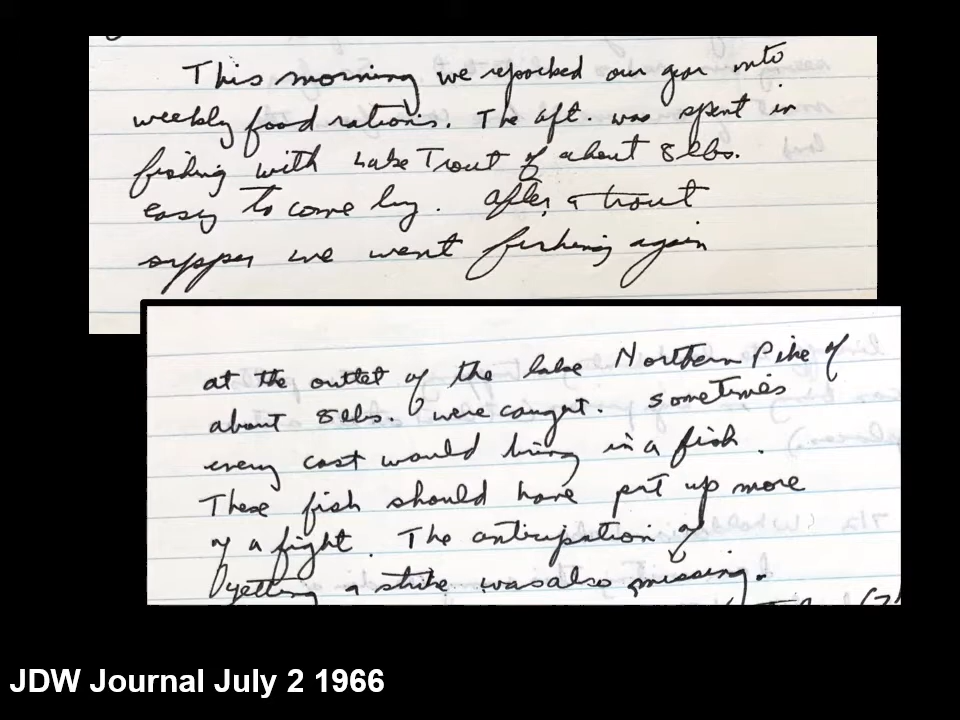 This morning we repacked our gear into
weekly food rations. The aft. was spent in
fishing with Lake Trout of about 8 lbs.
easy to come by. After a trout
supper we went fishing again
at the outlet of the lake Northern Pike of
about 8 lbs. were caught. Sometimes
every cast would bring in a fish.
These fish should have put up more
of a fight. The anticipation of
getting a strike was also missing.
JDW Journal July 2 1966